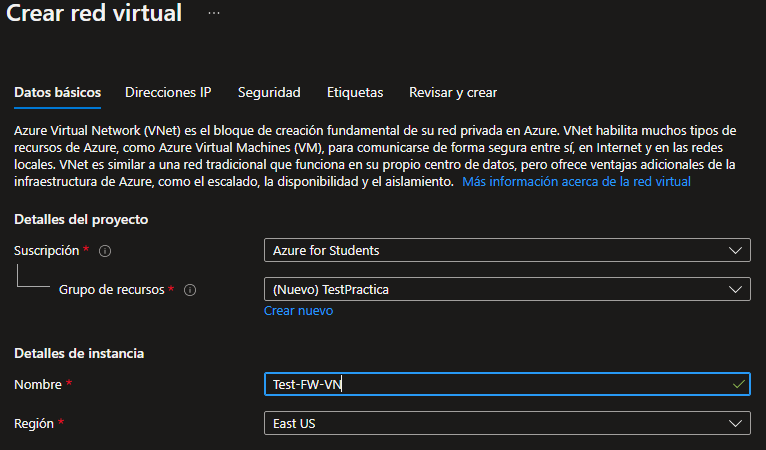 Crear red virtual ...
Datos básicos Direcciones IP Seguridad Etiquetas Revisar y crear
Azure Virtual Network (VNet) es el bloque de creación fundamental de su red privada en Azure. VNet habilita muchos tipos de
recursos de Azure, como Azure Virtual Machines (VM), para comunicarse de forma segura entre sí, en Internet y en las redes
locales. VNet es similar a una red tradicional que funciona en su propio centro de datos, pero ofrece ventajas adicionales de la
infraestructura de Azure, como el escalado, la disponibilidad y el aislamiento. Más información acerca de la red virtual
Detalles del proyecto
Suscripción * Azure for Students
Grupo de recursos * (Nuevo) TestPractica
Crear nuevo
Detalles de instancia
Nombre * Test-FW-VN
Región * East US